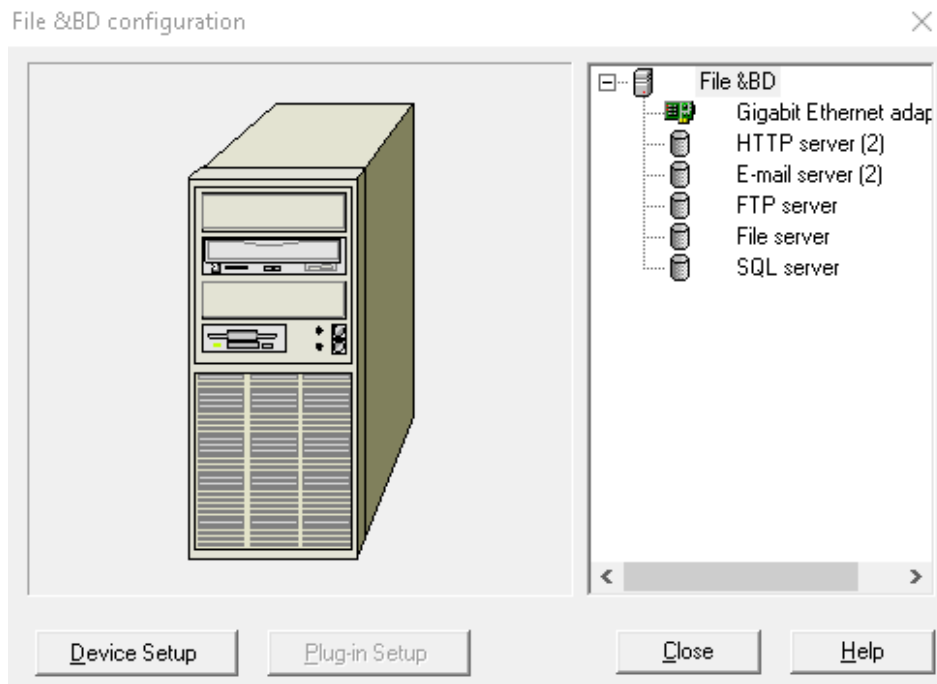 File &BD configuration
File &BD
Gigabit Ethernet adap
HTTP server (2)
E-mail server (2)
FTP server
File server
SQL server
Device Setup
Plug-in Setup
Close
Help